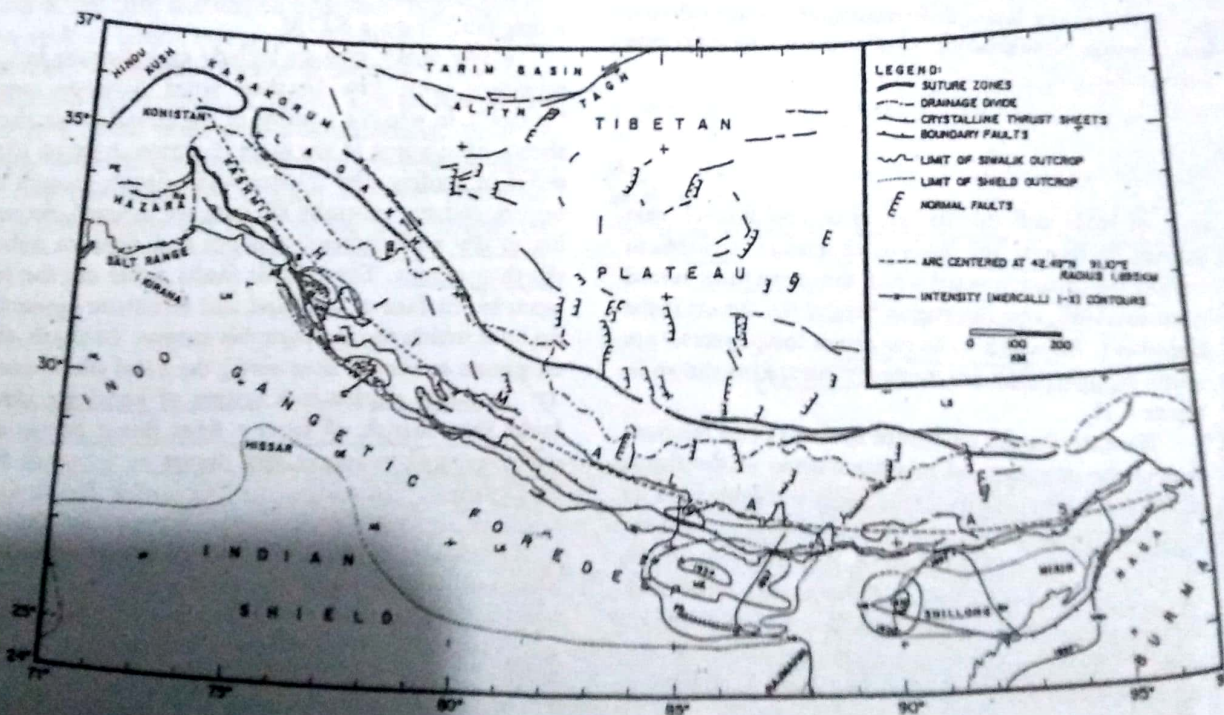 37°
35°
30
25°
24°
71°
75°
80°
85°
90°
95°
HINDU KUSH
KARAKORUM
KOHISTAN
KASHMIR
HAZARA
SALT RANGE
KIRANA
TARIM BASIN
ALTYN TAGH
TIBETAN
PLATEAU
HIMALAYAS
INDO GANGETIC
FOREDEEP
HISSAR
INDIAN
SHIELD
SHILLONG
MIKIR
NAGA
BURMA
LEGEND:
SUTURE ZONES
DRAINAGE DIVIDE
CRYSTALLINE THRUST SHEETS
BOUNDARY FAULTS
LIMIT OF SIWALIK OUTCROP
LIMIT OF SHIELD OUTCROP
NORMAL FAULTS
ARC CENTERED AT
RADIUM
INTENSITY (MERCALLI I-X) CONTOURS
0 100 200
KM